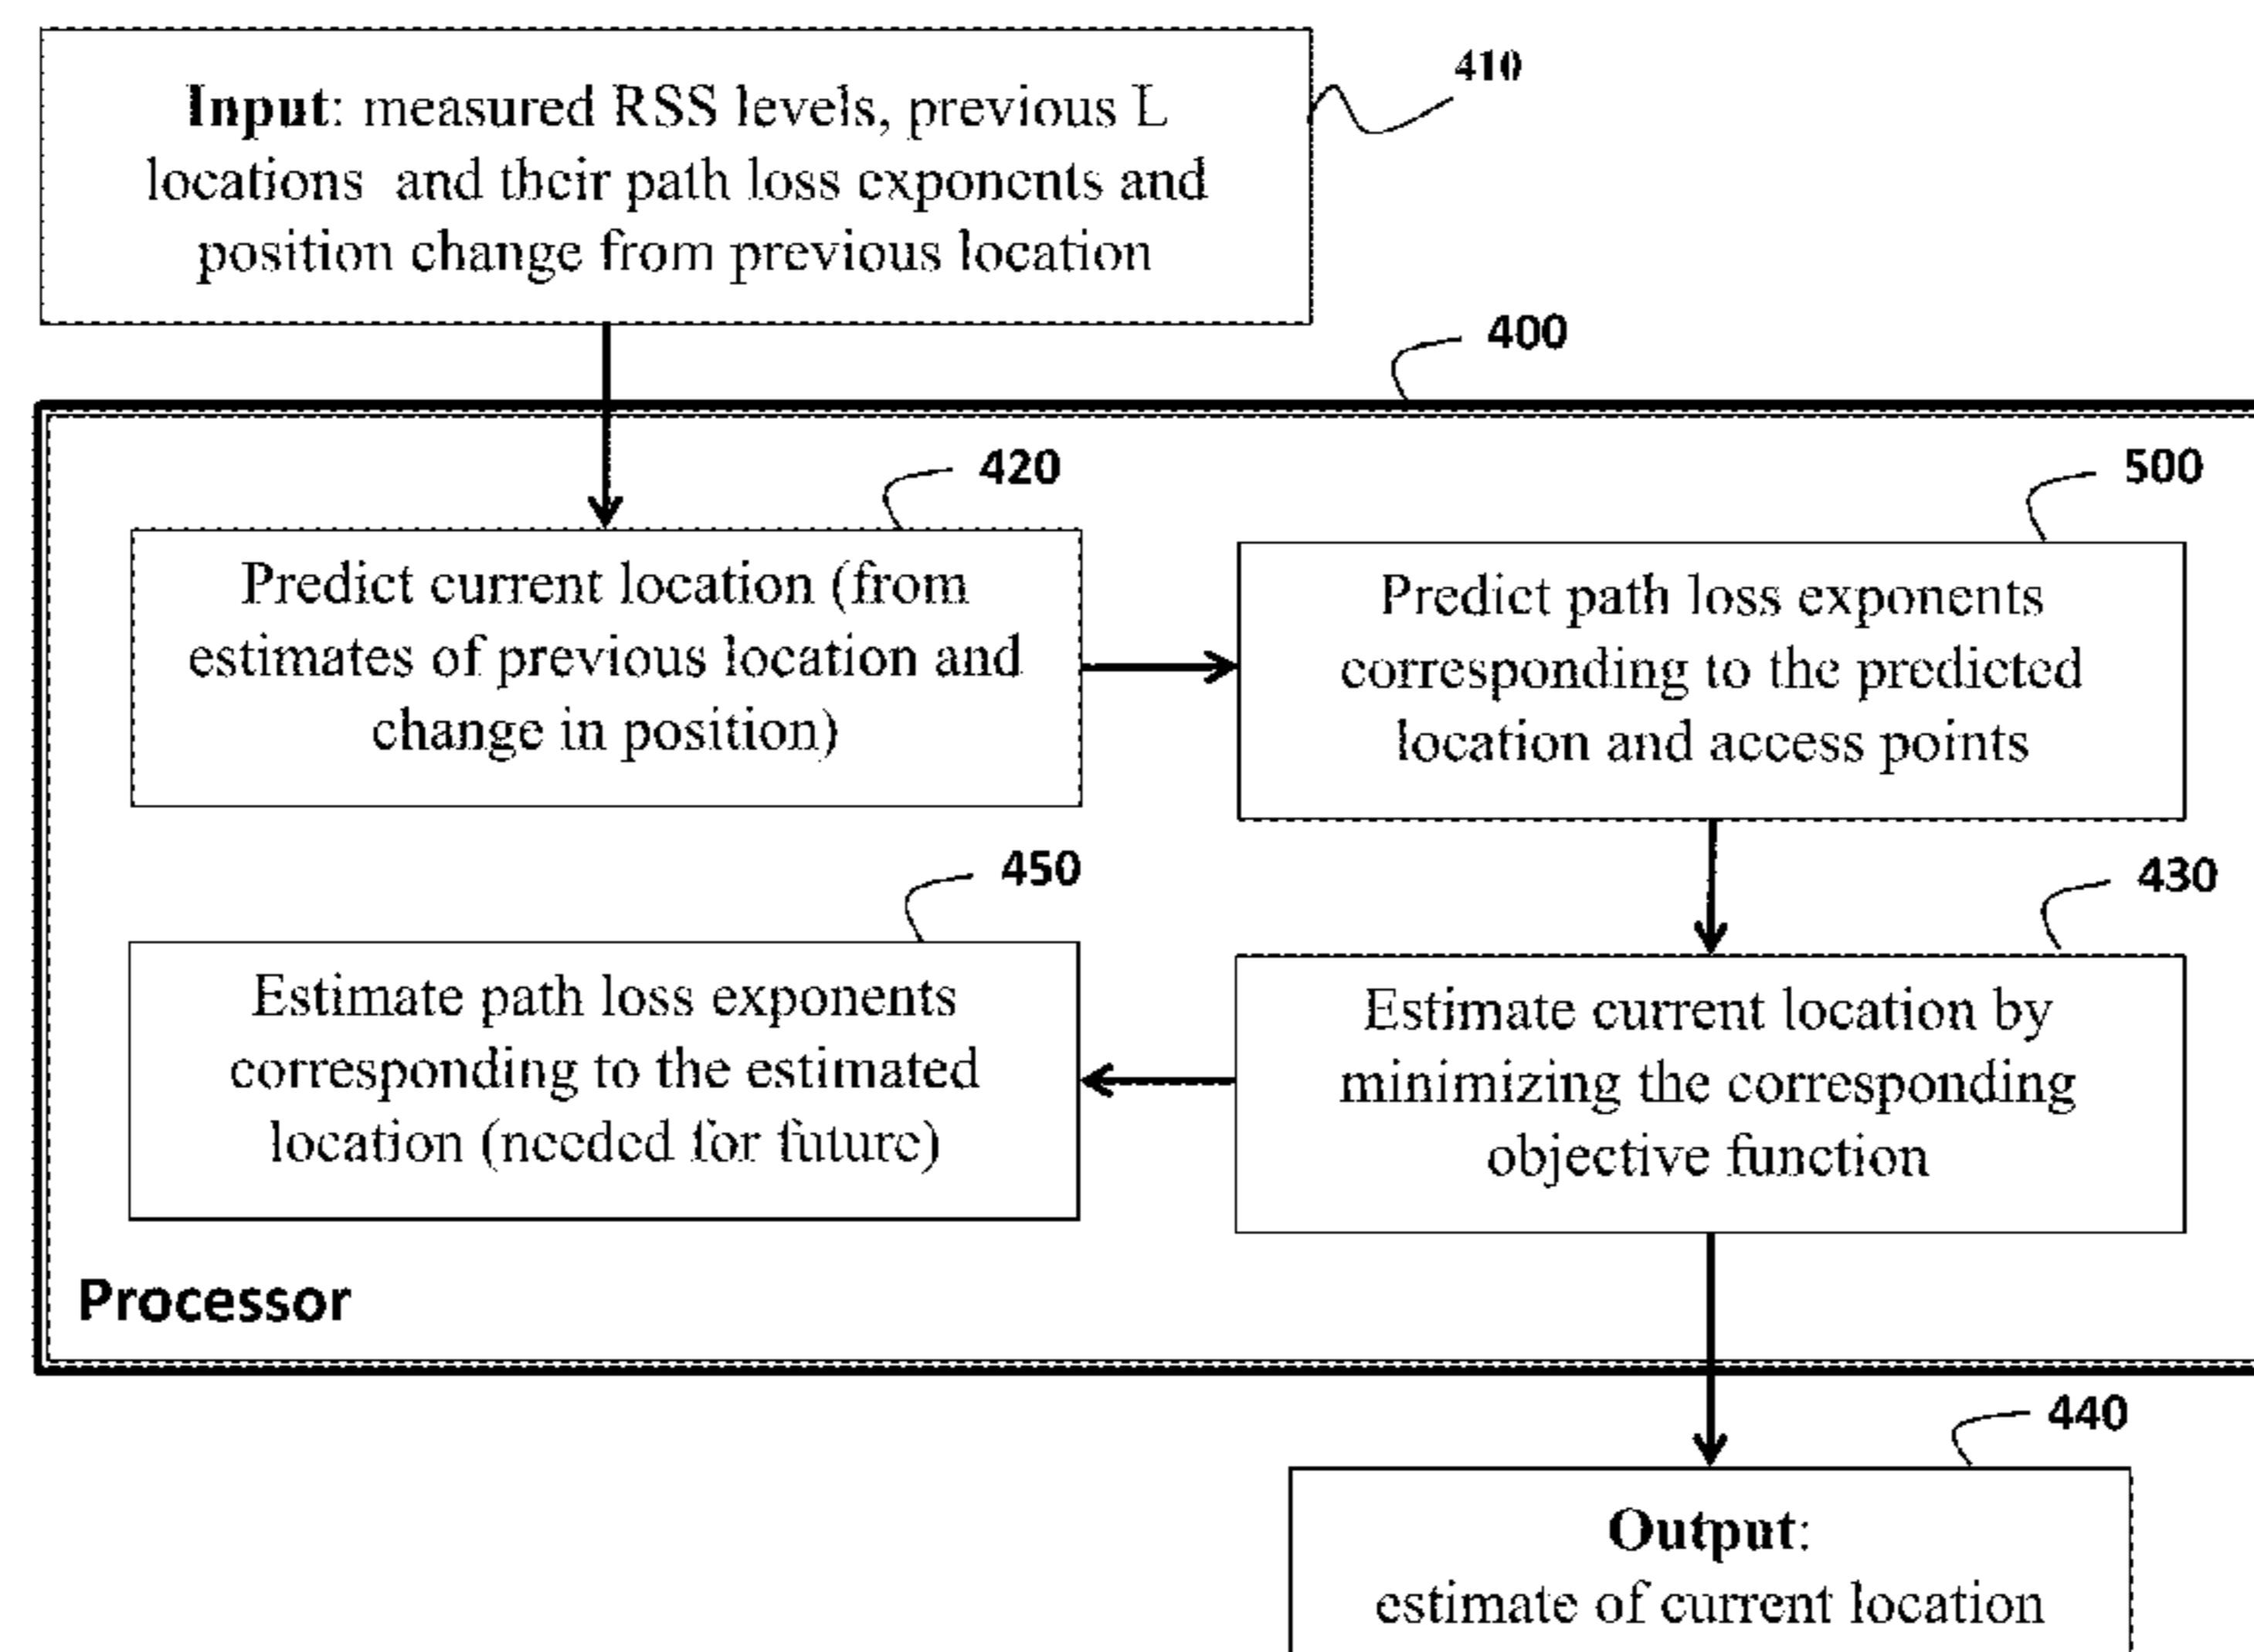 410
Input: measured RSS levels, previous L
locations and their path loss exponents and
position change from previous location
400
420
500
Predict current location (from
estimates of previous location and
change in position)
Predict path loss exponents
corresponding to the predicted
location and access points
450
430
Estimate path loss exponents
corresponding to the estimated
location (needed for future)
Estimate current location by
minimizing the corresponding
objective function
Processor
440
Output:
estimate of current location